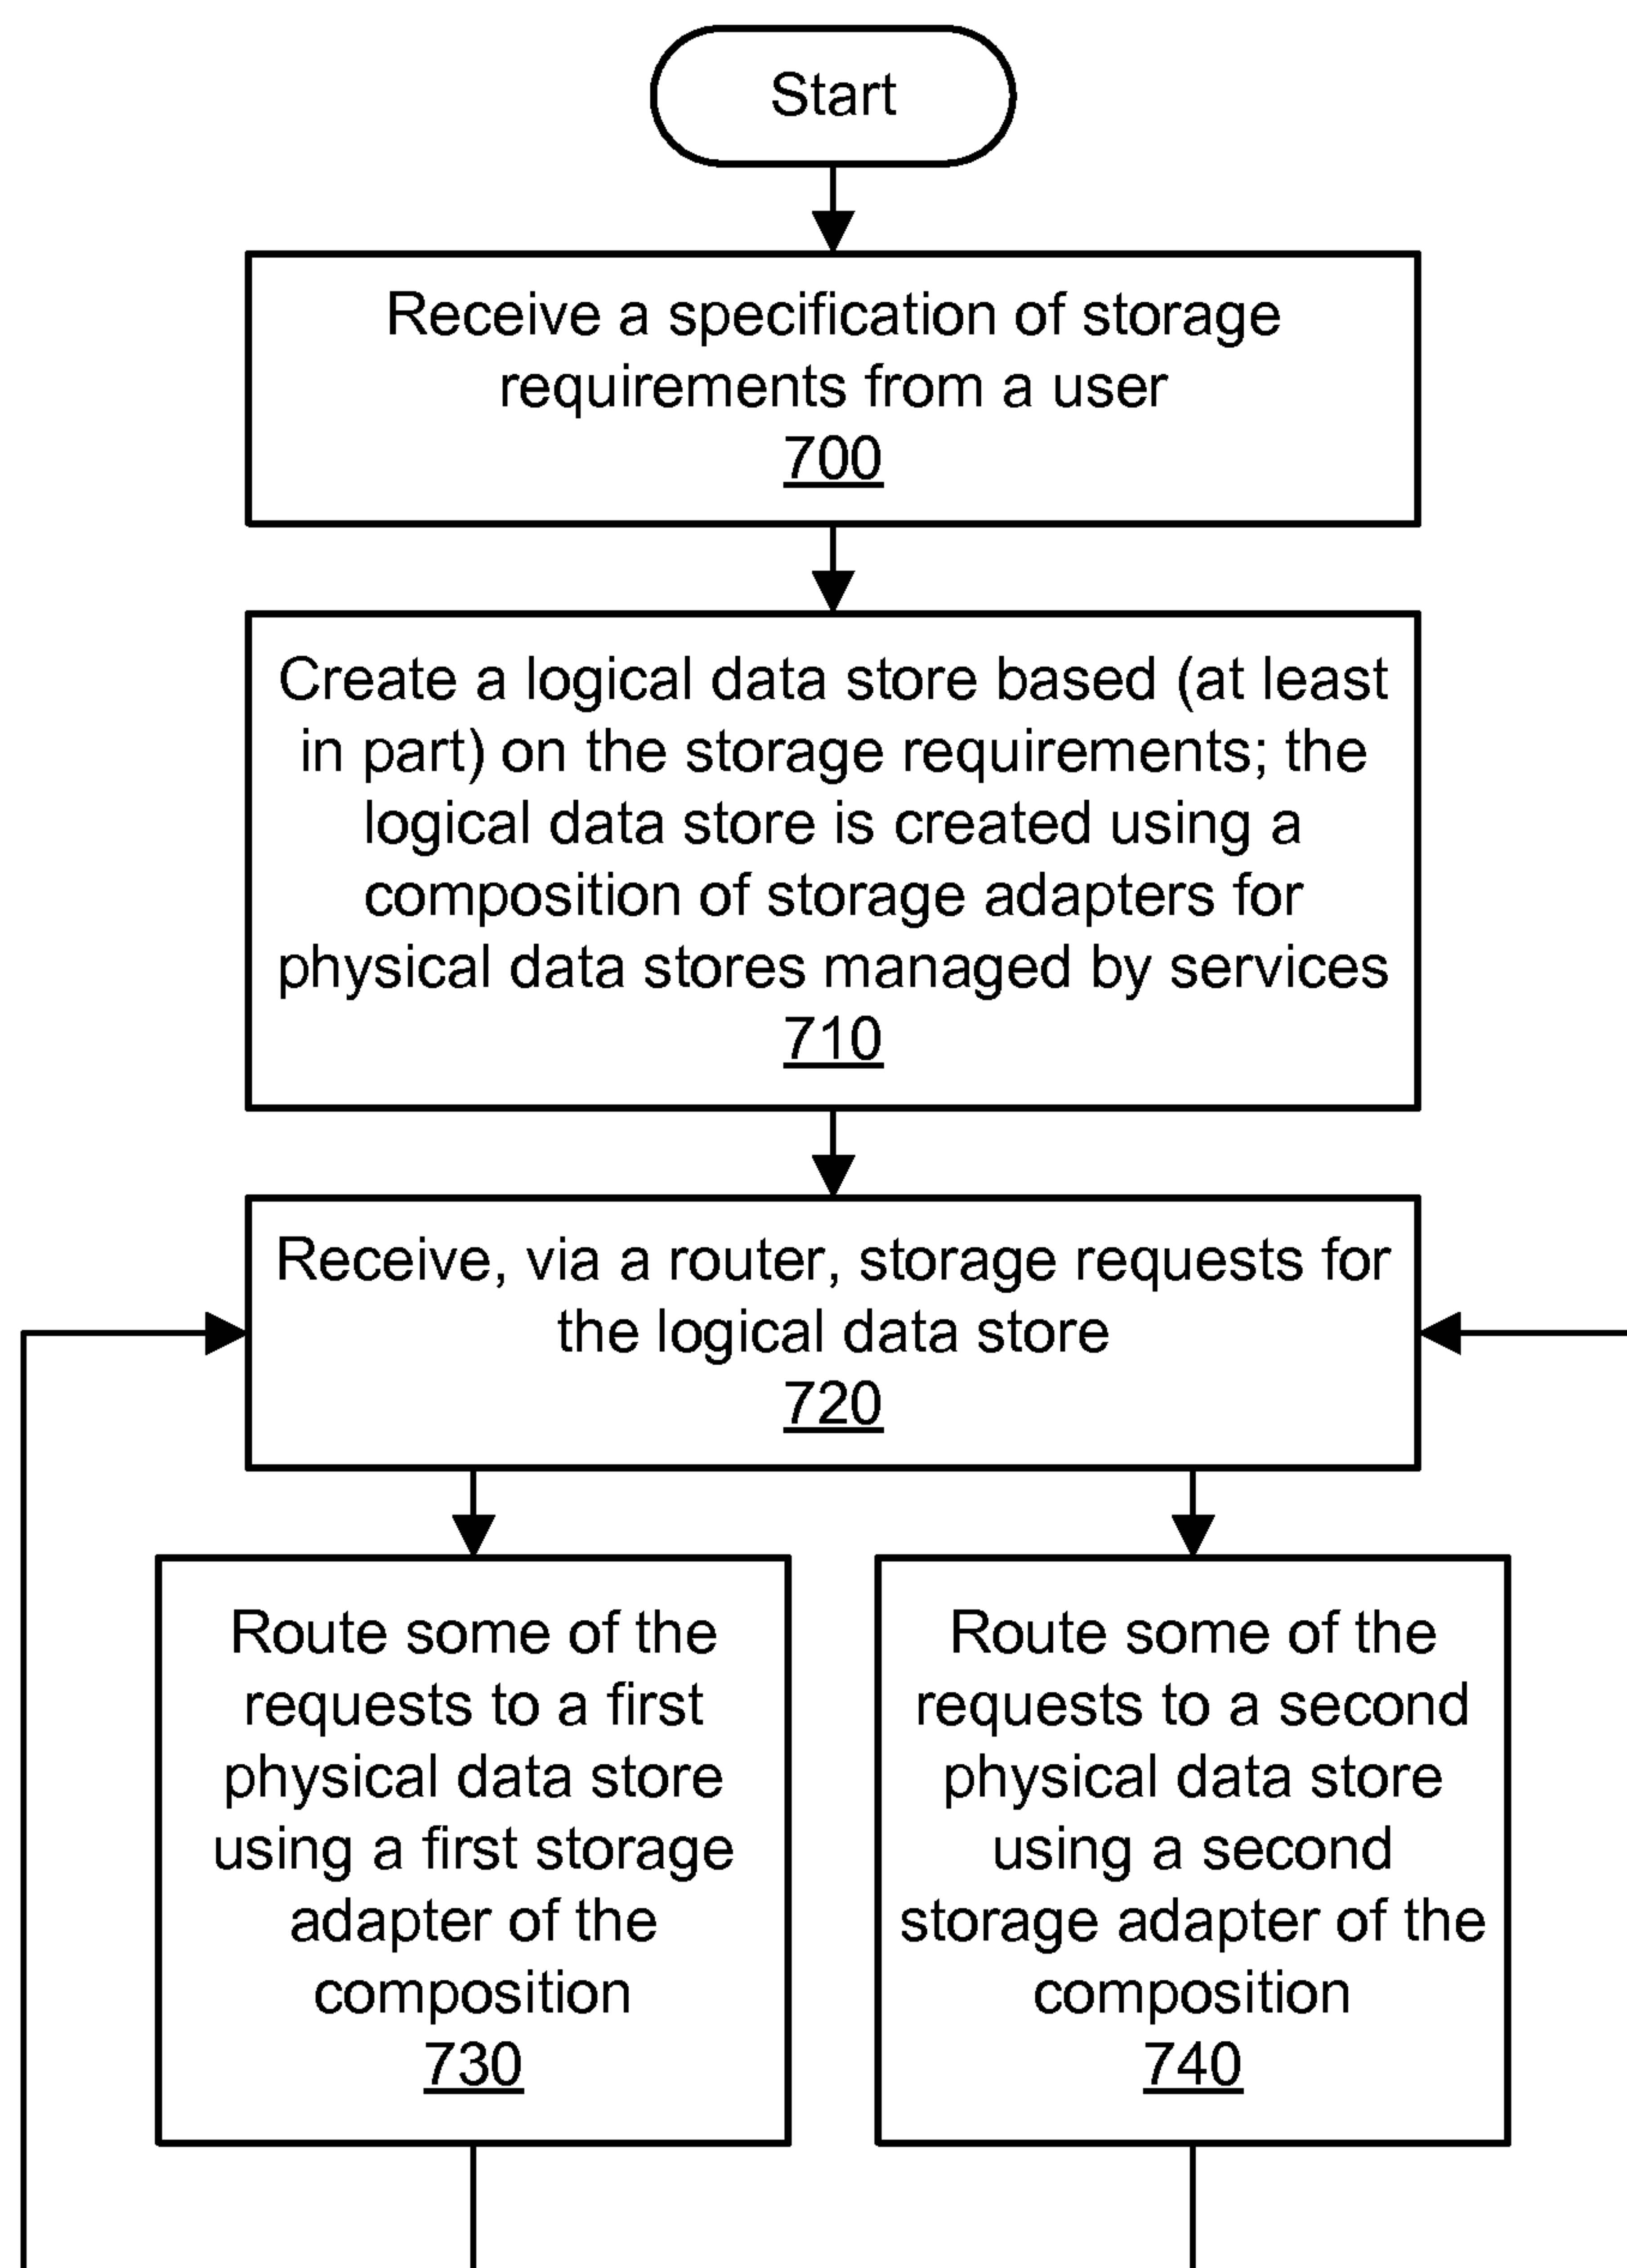 Start
Receive a specification of storage
requirements from a user
700
Create a logical data store based (at least
in part) on the storage requirements; the
logical data store is created using a
composition of storage adapters for
physical data stores managed by services
710
Receive, via a router, storage requests for
the logical data store
720
Route some of the
requests to a first
physical data store
using a first storage
adapter of the
composition
730
Route some of the
requests to a second
physical data store
using a second
storage adapter of the
composition
740